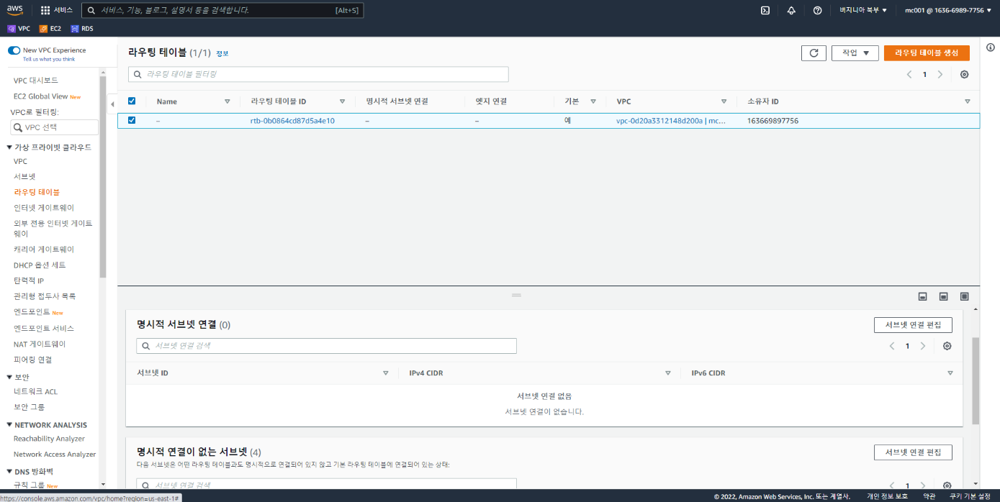 aws
서비스
서비스, 기능, 블로그, 설명서 등을 검색합니다.
[Alt+S]
버지니아 북부 ▼
mc001 @ 1636-6989-7756 ▼
VPC
EC2
RDS
New VPC Experience
Tell us what you think
VPC 대시보드
EC2 Global View New
VPC로 필터링:
VPC 선택
▼ 가상 프라이빗 클라우드
VPC
서브넷
라우팅 테이블
인터넷 게이트웨이
외부 전용 인터넷 게이트
웨이
캐리어 게이트웨이
DHCP 옵션 세트
탄력적 IP
관리형 접두사 목록
엔드포인트 New
엔드포인트 서비스
NAT 게이트웨이
피어링 연결
▼ 보안
네트워크 ACL
보안 그룹
▼ NETWORK ANALYSIS
Reachability Analyzer
Network Access Analyzer
▼ DNS 방화벽
규칙 그룹 New
라우팅 테이블 (1/1) 정보
작업 ▼
라우팅 테이블 생성
라우팅 테이블 필터링
1
Name
라우팅 테이블 ID
명시적 서브넷 연결
엣지 연결
기본
VPC
소유자 ID
–
rtb-0b0864cd87d5a4e10
–
–
예
vpc-0d20a3312148d200a | mc...
163669897756
명시적 서브넷 연결 (0)
서브넷 연결 편집
서브넷 연결 검색
1
서브넷 ID
IPv4 CIDR
IPv6 CIDR
서브넷 연결 없음
서브넷 연결이 없습니다.
명시적 연결이 없는 서브넷 (4)
다음 서브넷은 어떤 라우팅 테이블과도 명시적으로 연결되어 있지 않고 기본 라우팅 테이블에 연결되어 있는 상태:
서브넷 연결 편집
서브넷 연결 검색
1
https://console.aws.amazon.com/vpc/home?region=us-east-1#
© 2022, Amazon Web Services, Inc. 또는 계열사.
개인 정보 보호
약관
쿠키 기본 설정